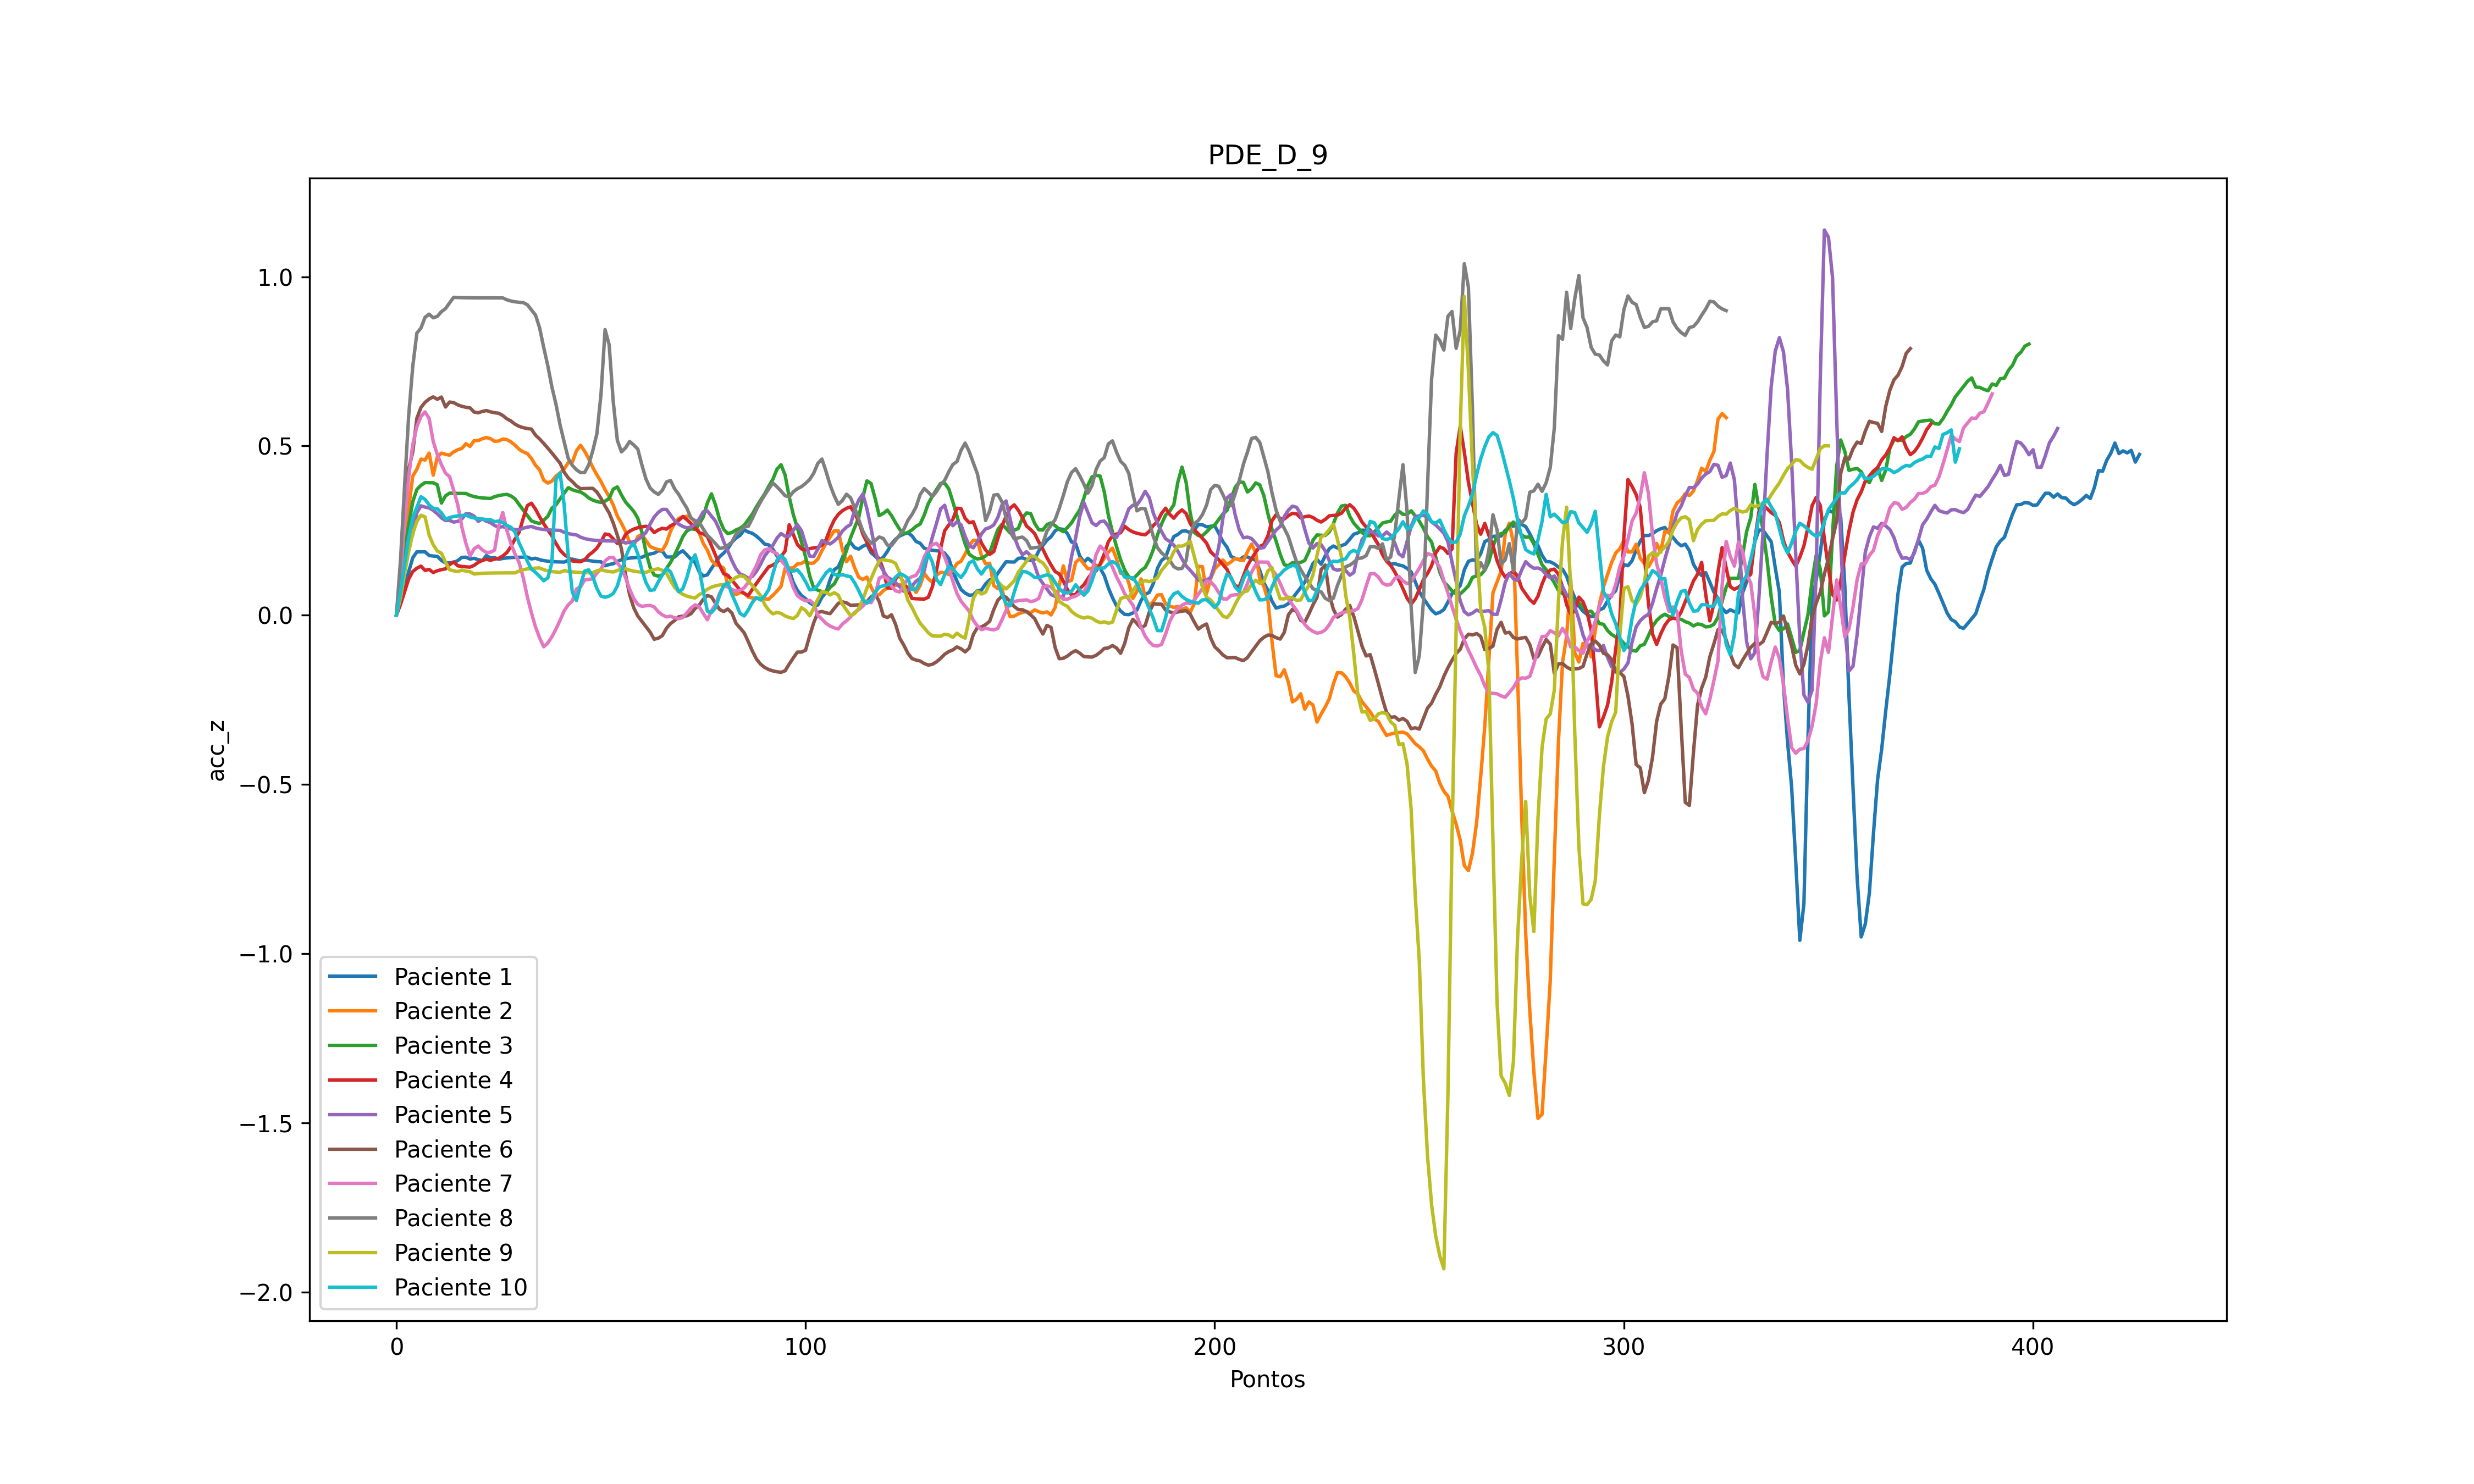 PDE_D_9
1.0
0.5
0.0
−0.5
−1.0
−1.5
−2.0
acc_z
Paciente 1
Paciente 2
Paciente 3
Paciente 4
Paciente 5
Paciente 6
Paciente 7
Paciente 8
Paciente 9
Paciente 10
0 100 200 300 400
Pontos